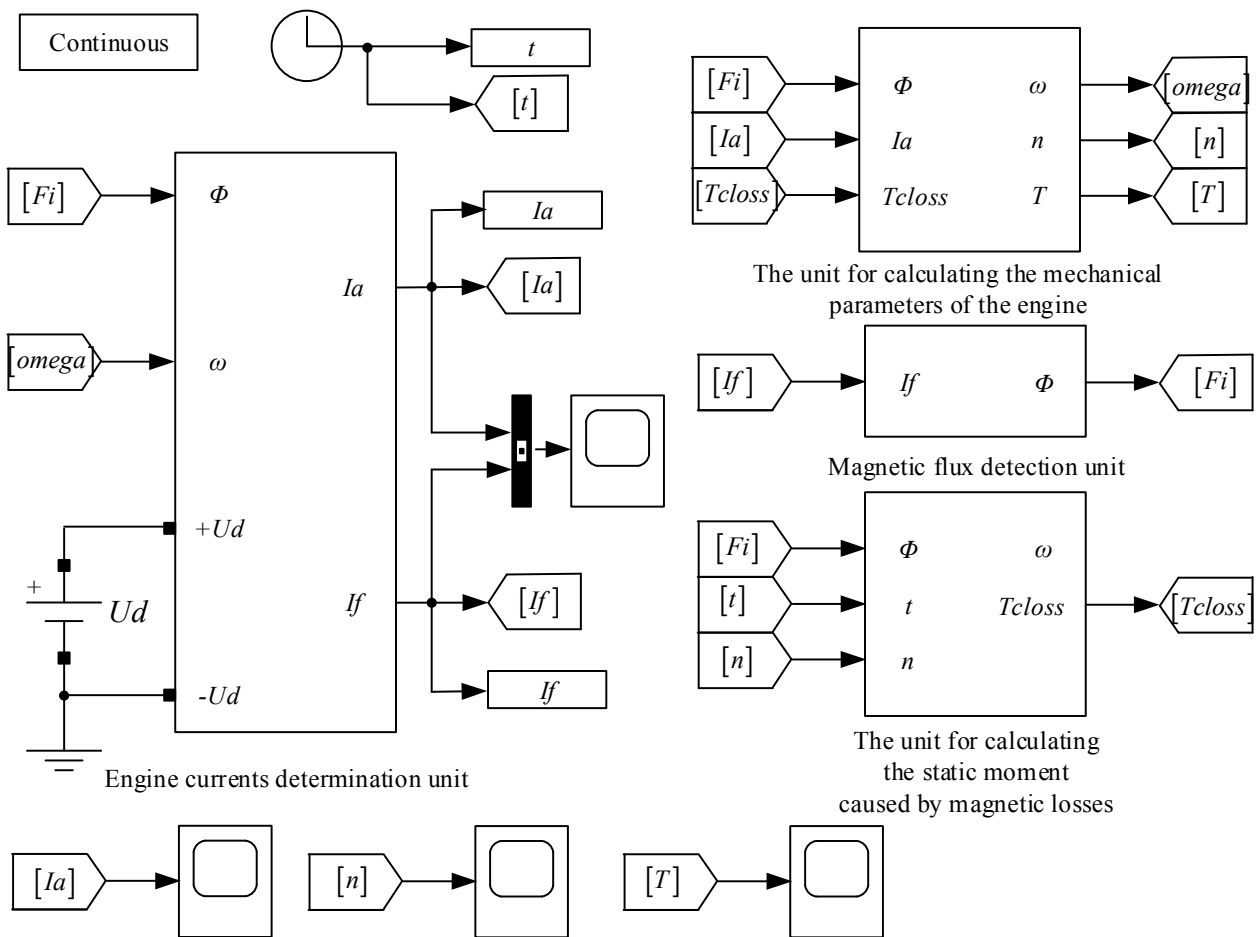 Continuous
t
[t]
[Fi]
[omega]
Φ
ω
+Ud
-Ud
Ia
If
+
Ud
Ia
[Ia]
[If]
If
Engine currents determination unit
[Fi]
[Ia]
[Tcloss]
Φ
Ia
Tcloss
ω
n
T
[omega]
[n]
[T]
The unit for calculating the mechanical
parameters of the engine
[If]
If
Φ
[Fi]
Magnetic flux detection unit
[Fi]
[t]
[n]
Φ
t
n
ω
Tcloss
[Tcloss]
The unit for calculating
the static moment
caused by magnetic losses
[Ia]
[n]
[T]